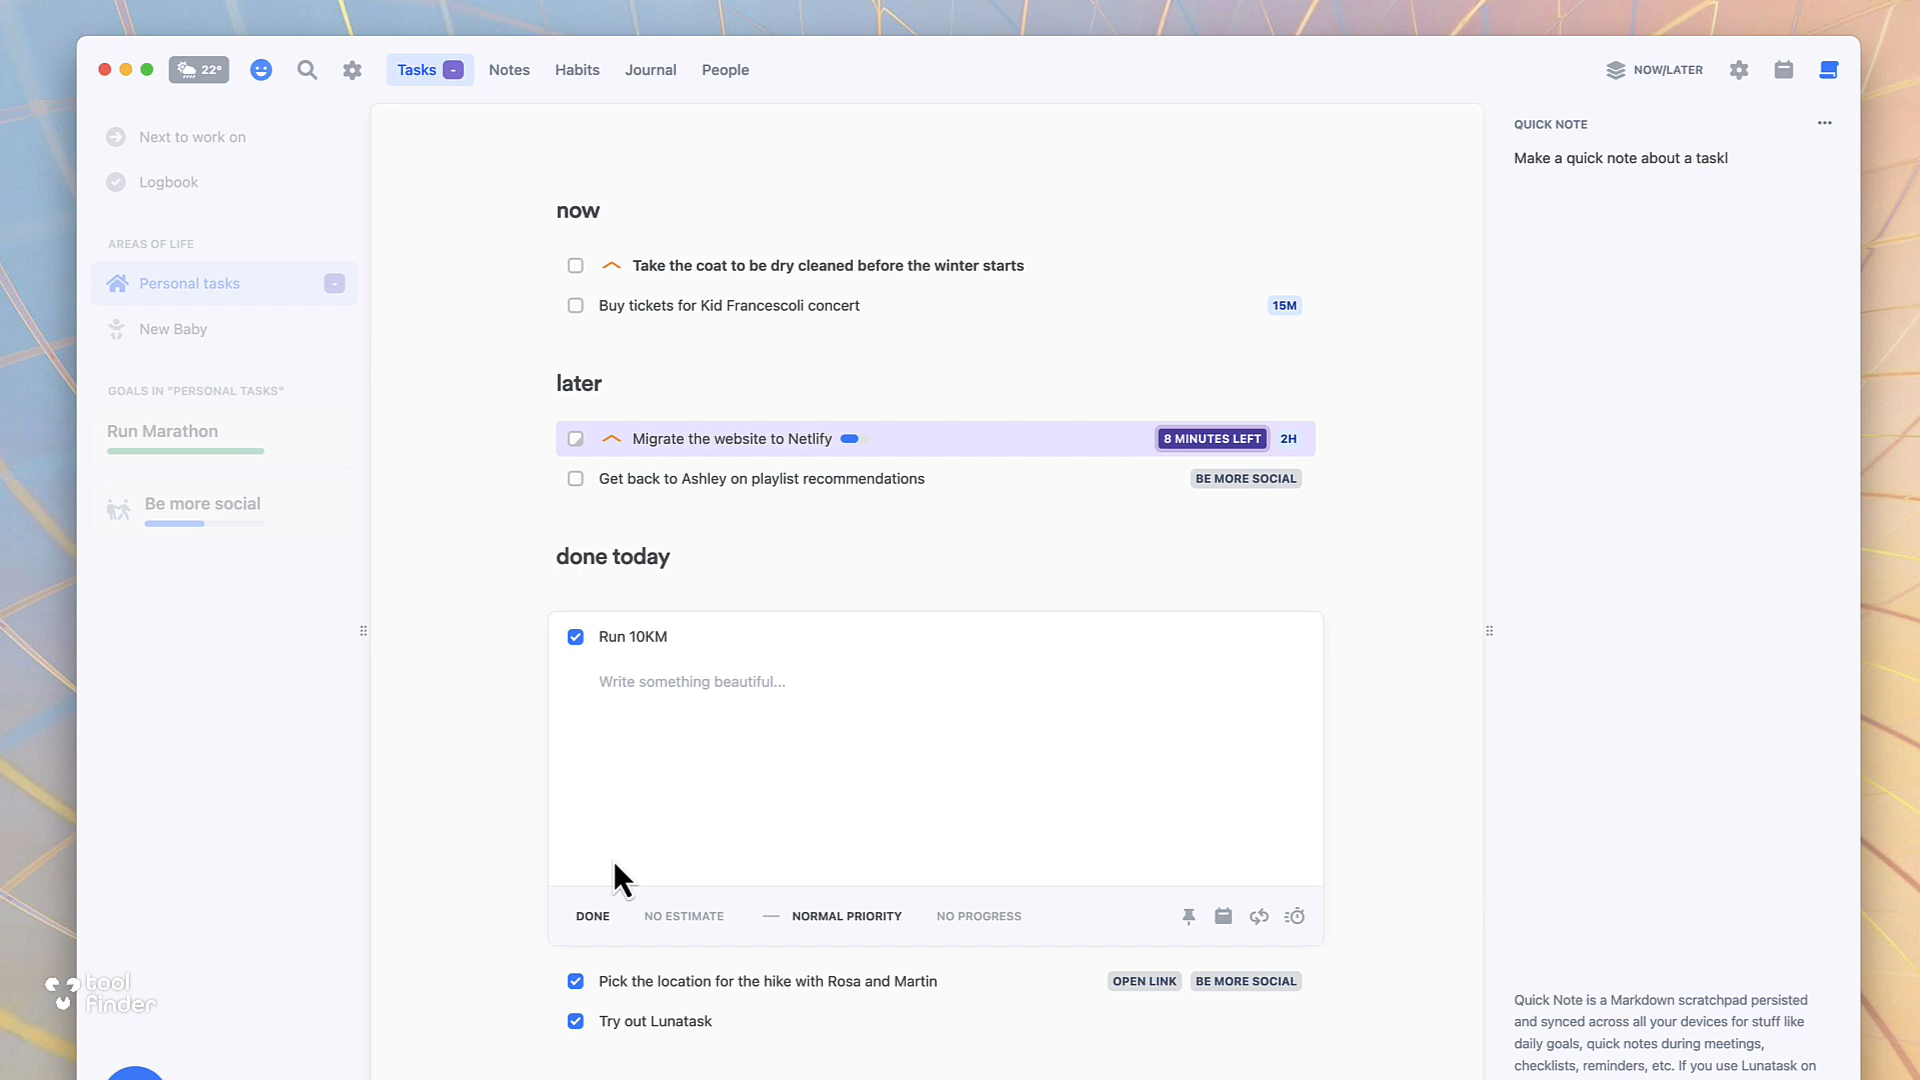 22°
Tasks -
Notes
Habits
Journal
People
NOW/LATER
Next to work on
Logbook
AREAS OF LIFE
Personal tasks -
New Baby
GOALS IN "PERSONAL TASKS"
Run Marathon
Be more social
now
Take the coat to be dry cleaned before the winter starts
Buy tickets for Kid Francescoli concert 15M
later
Migrate the website to Netlify 8 MINUTES LEFT 2H
Get back to Ashley on playlist recommendations BE MORE SOCIAL
done today
Run 10KM
Write something beautiful...
DONE NO ESTIMATE NORMAL PRIORITY NO PROGRESS
Pick the location for the hike with Rosa and Martin OPEN LINK BE MORE SOCIAL
Try out Lunatask
QUICK NOTE
Make a quick note about a task!
Quick Note is a Markdown scratchpad persisted
and synced across all your devices for stuff like
daily goals, quick notes during meetings,
checklists, reminders, etc. If you use Lunatask on
tool
finder